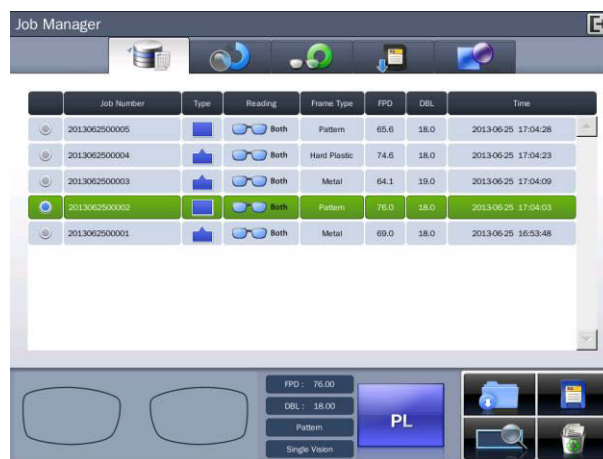 Job Manager
Job Number Type Reading Frame Type FPD DBL Time
2013062500005 Both Pattern 65.6 18.0 2013-06-25 17:04:28
2013062500004 Both Hard Plastic 74.6 18.0 2013-06-25 17:04:23
2013062500003 Both Metal 64.1 19.0 2013-06-25 17:04:09
2013062500002 Both Pattern 76.0 18.0 2013-06-25 17:04:03
2013062500001 Both Metal 69.0 18.0 2013-06-25 16:53:48
FPD : 76.00
DBL : 18.00
Pattern
Single Vision
PL